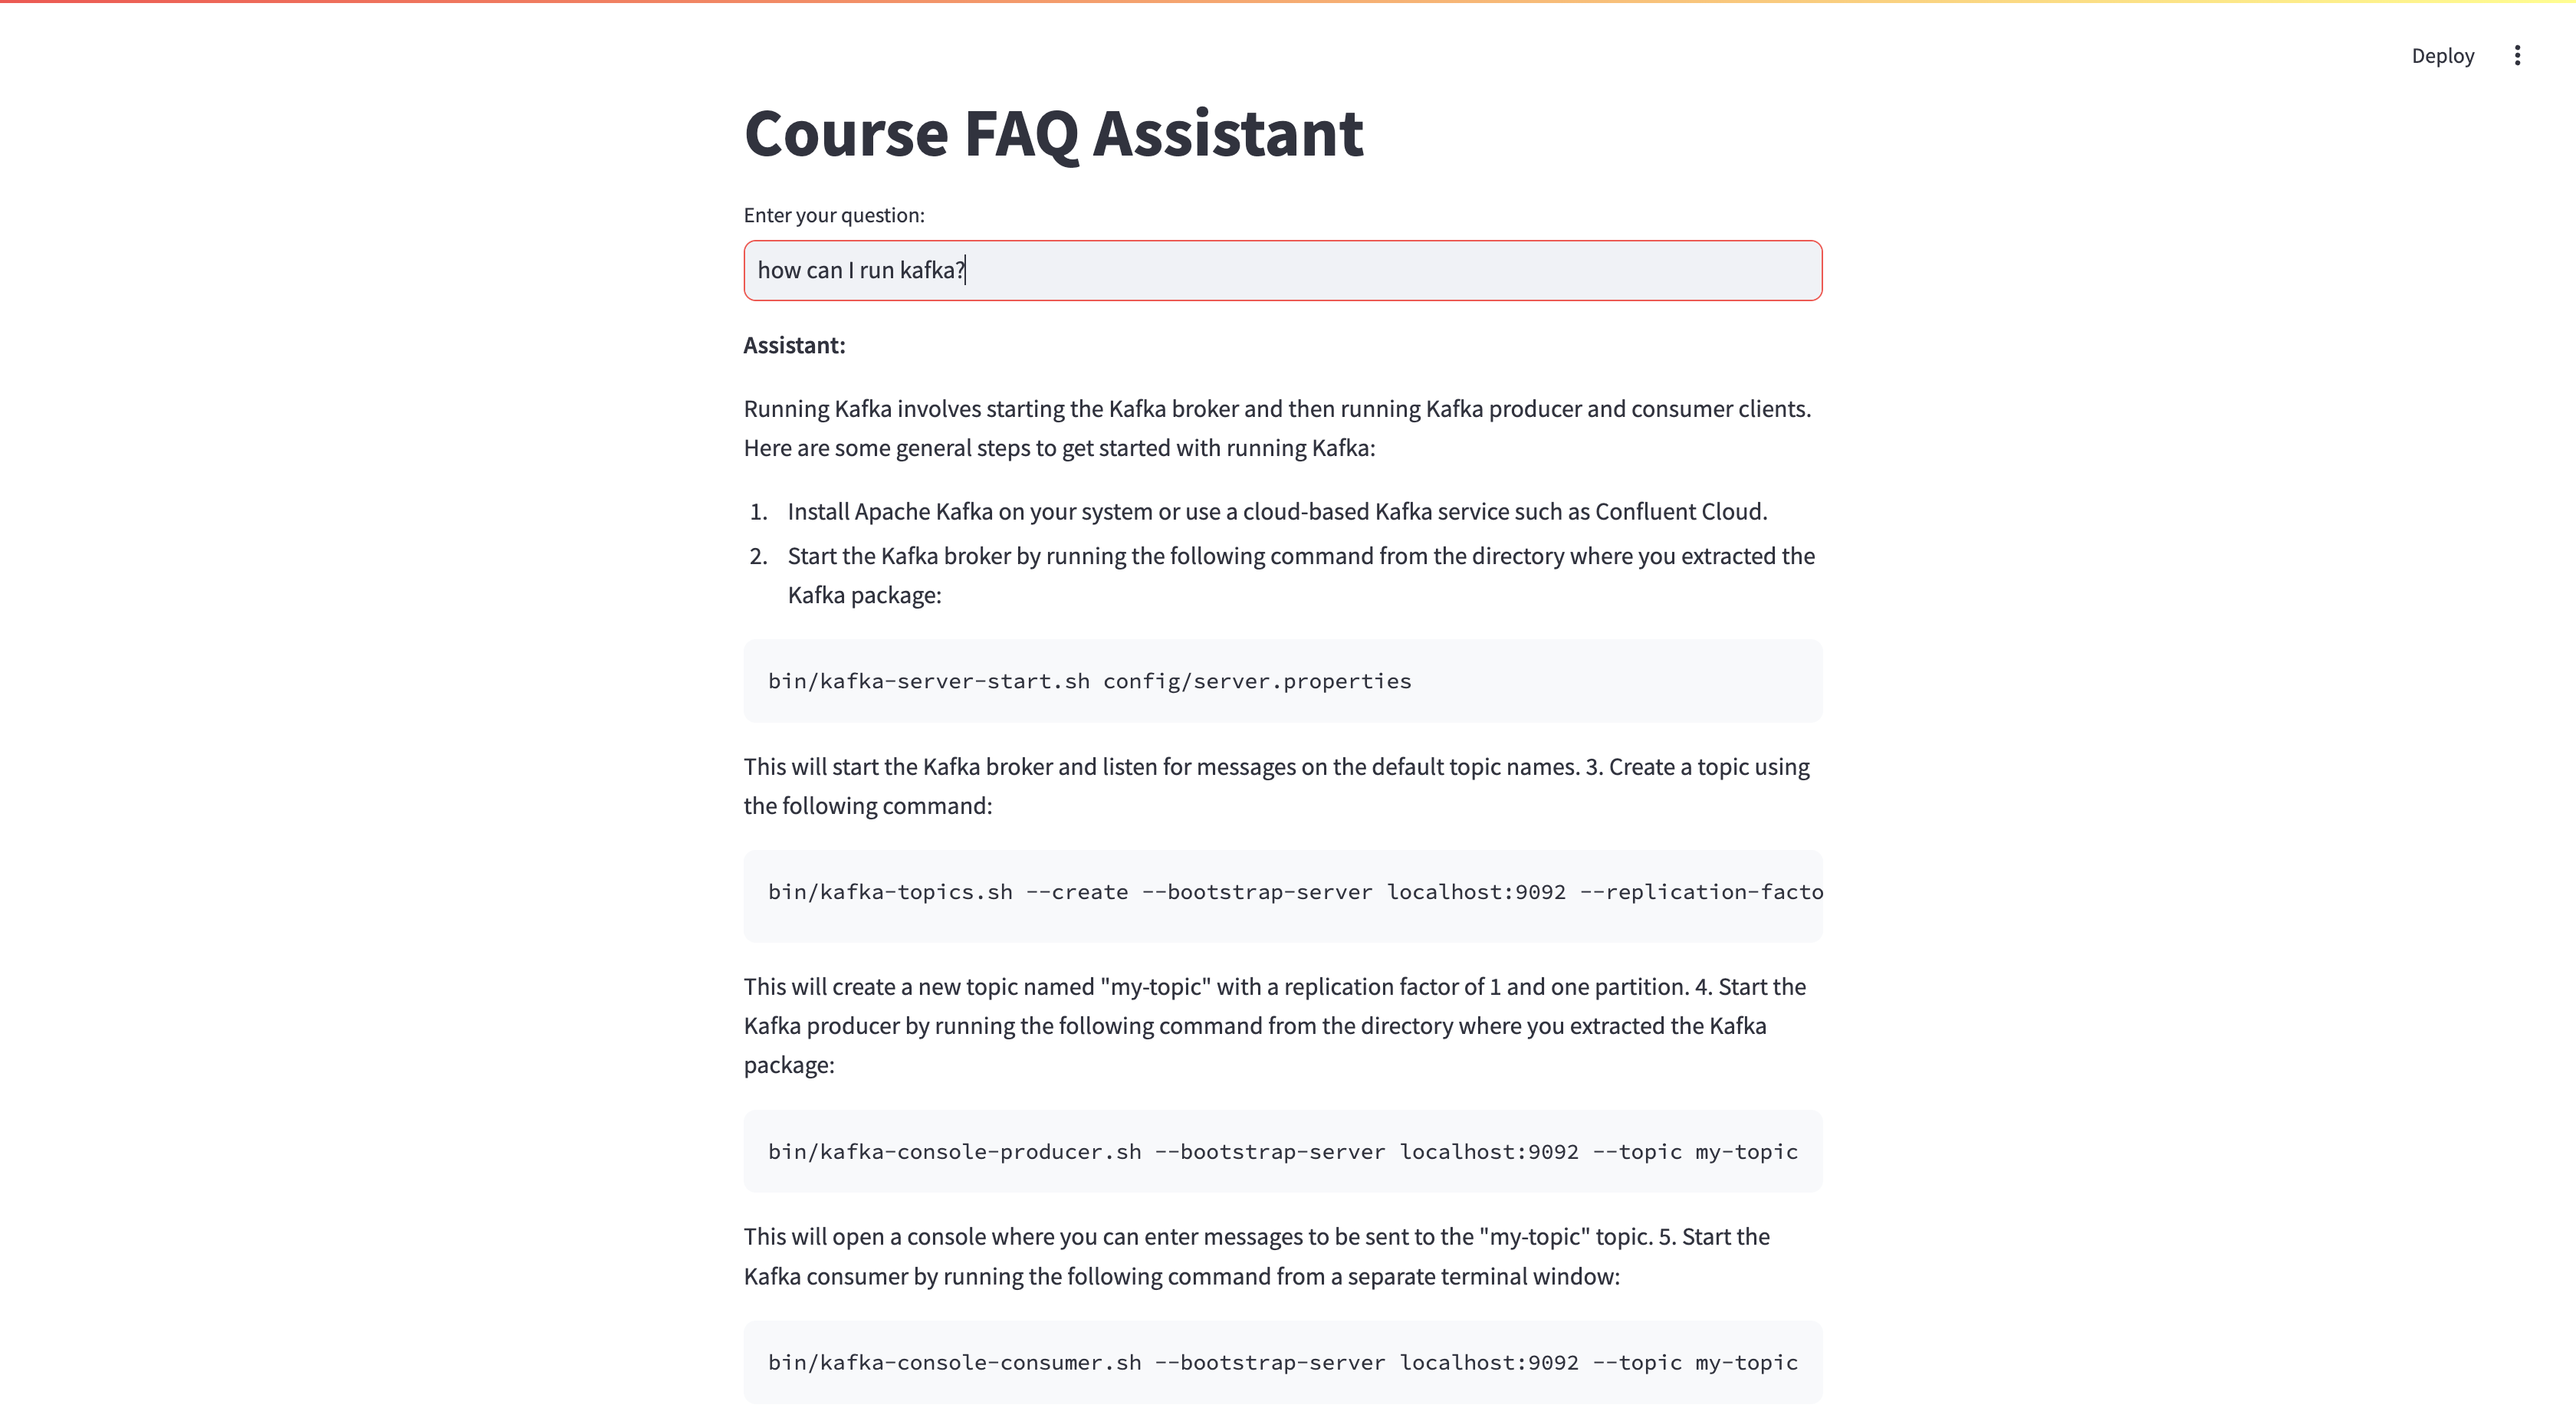 Deploy
Course FAQ Assistant
Enter your question:
how can I run kafka?
Assistant:
Running Kafka involves starting the Kafka broker and then running Kafka producer and consumer clients.
Here are some general steps to get started with running Kafka:
1. Install Apache Kafka on your system or use a cloud-based Kafka service such as Confluent Cloud.
2. Start the Kafka broker by running the following command from the directory where you extracted the
Kafka package:
bin/kafka-server-start.sh config/server.properties
This will start the Kafka broker and listen for messages on the default topic names. 3. Create a topic using
the following command:
bin/kafka-topics.sh --create --bootstrap-server localhost:9092 --replication-facto
This will create a new topic named "my-topic" with a replication factor of 1 and one partition. 4. Start the
Kafka producer by running the following command from the directory where you extracted the Kafka
package:
bin/kafka-console-producer.sh --bootstrap-server localhost:9092 --topic my-topic
This will open a console where you can enter messages to be sent to the "my-topic" topic. 5. Start the
Kafka consumer by running the following command from a separate terminal window:
bin/kafka-console-consumer.sh --bootstrap-server localhost:9092 --topic my-topic